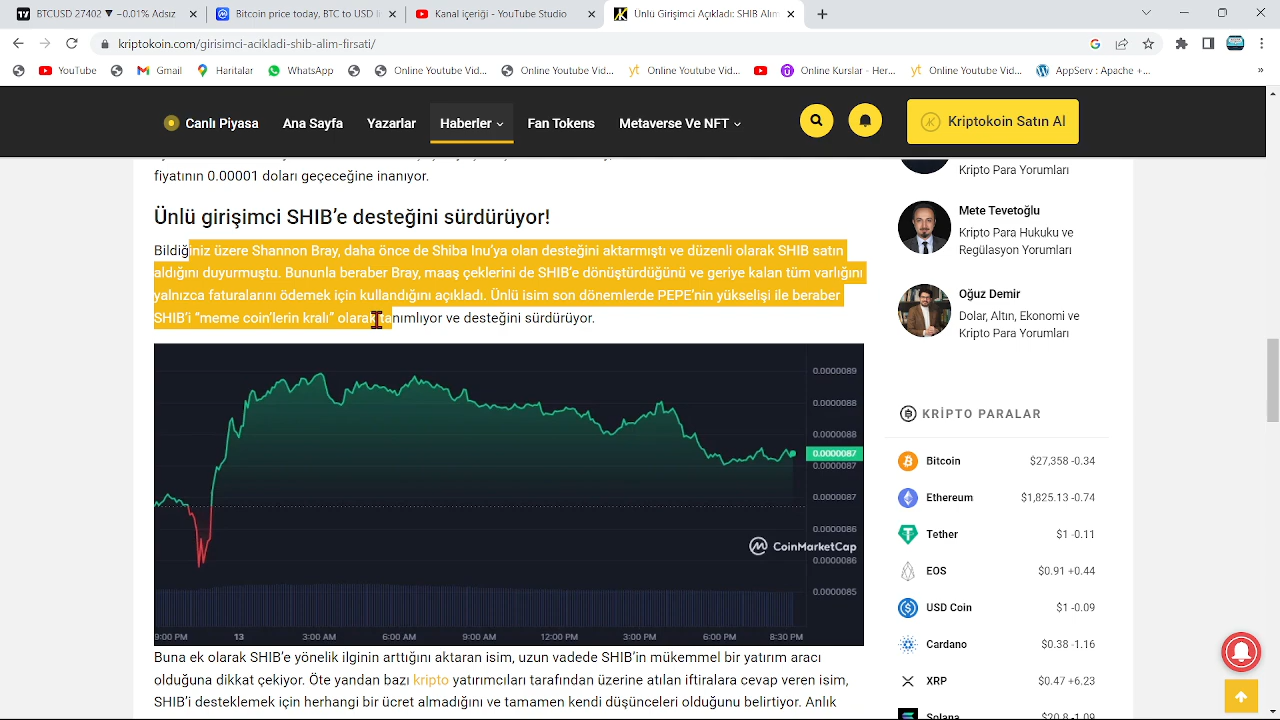 BTCUSD 27402 ▼ -0.01%
Bitcoin BTC to USD
BtcTurk - YouTube Studio
Ünlü Girişimci Açıkladı SHIB Alım
kriptokoin.com/girisimci-acikladi-shib-alim-firsati/
YouTube
Gmail
Haritalar
WhatsApp
Online Youtube Vid...
Online Youtube Vid...
Online Kurslar - Her...
Online Youtube Vid...
AppServ : Apache + ...
»
Canlı Piyasa
Ana Sayfa
Yazarlar
Haberler
Fan Tokens
Metaverse Ve NFT
Kriptokoin Satın Al
fiyatının 0.00001 doları geçeceğine inanıyor.
Ünlü girişimci SHIB’e desteğini sürdürüyor!
Bildiğiniz üzere Shannon Bray, daha önce de Shiba Inu’ya olan desteğini aktarmıştı ve düzenli olarak SHIB satın
aldığını duyurmuştu. Bununla beraber Bray, maaş çeklerini de SHIB’e dönüştürdüğünü ve geriye kalan tüm varlığını
yalnızca faturalarını ödemek için kullandığını açıkladı. Ünlü isim son dönemlerde PEPE’nin yükselişi ile beraber
SHIB’i “meme coin’lerin kralı” olarak tanımlıyor ve desteğini sürdürüyor.
0.0000089
0.0000088
0.0000088
0.0000087
0.0000087
0.0000087
0.0000086
0.0000086
0.0000085
CoinMarketCap
9:00 PM
13
3:00 AM
6:00 AM
9:00 AM
12:00 PM
3:00 PM
6:00 PM
8:30 PM
Buna ek olarak SHIB’e yönelik ilginin arttığını aktaran isim, uzun vadede SHIB’in mükemmel bir yatırım aracı
olduğuna dikkat çekiyor. Öte yandan bazı kripto yatırımcıları tarafından üzerine atılan iftiralara cevap veren isim,
SHIB’i desteklemek için herhangi bir ücret almadığını ve tamamen kendi düşünceleri olduğunu belirtiyor. Anlık
Kripto Para Yorumları
Mete Tevetoğlu
Kripto Para Hukuku ve
Regülasyon Yorumları
Oğuz Demir
Dolar, Altın, Ekonomi ve
Kripto Para Yorumları
KRİPTO PARALAR
Bitcoin $27,358 -0.34
Ethereum $1,825.13 -0.74
Tether $1 -0.11
EOS $0.91 +0.44
USD Coin $1 -0.09
Cardano $0.38 -1.16
XRP $0.47 +6.23
Solana $20.8 -1.09